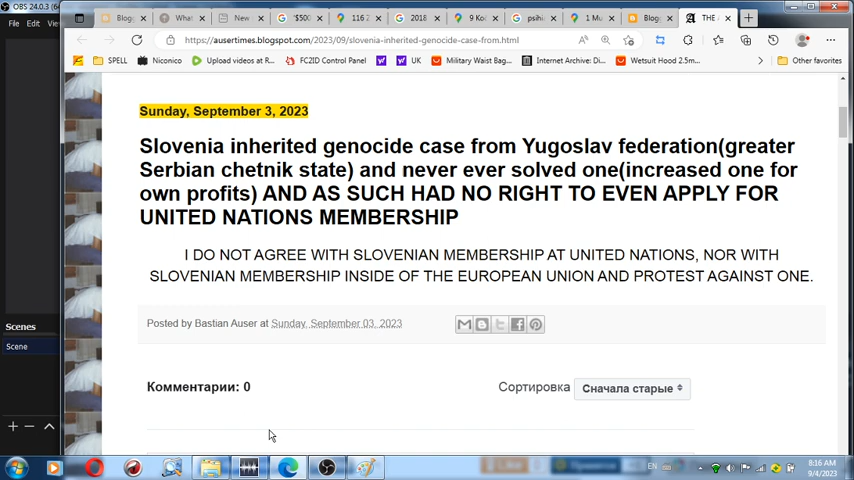 OBS 24.0.3 (64
File Edit Vie
Blog
What
New
"$500
116 2
2018
9 Koi
psihi
1 Mu
Blog
THE
https://ausertimes.blogspot.com/2023/09/slovenia-inherited-genocide-case-from.html
SPELL
Niconico
Upload videos at R...
FC2ID Control Panel
UK
Military Waist Bag...
Internet Archive: Di...
Wetsuit Hood 2.5m...
Other favorites
Sunday, September 3, 2023
Slovenia inherited genocide case from Yugoslav federation(greater
Serbian chetnik state) and never ever solved one(increased one for
own profits) AND AS SUCH HAD NO RIGHT TO EVEN APPLY FOR
UNITED NATIONS MEMBERSHIP
I DO NOT AGREE WITH SLOVENIAN MEMBERSHIP AT UNITED NATIONS, NOR WITH
SLOVENIAN MEMBERSHIP INSIDE OF THE EUROPEAN UNION AND PROTEST AGAINST ONE.
Posted by Bastian Auser at Sunday, September 03, 2023
Scenes
Scene
Комментарии: 0
Сортировка
Сначала старые
EN
8:16 AM
9/4/2023